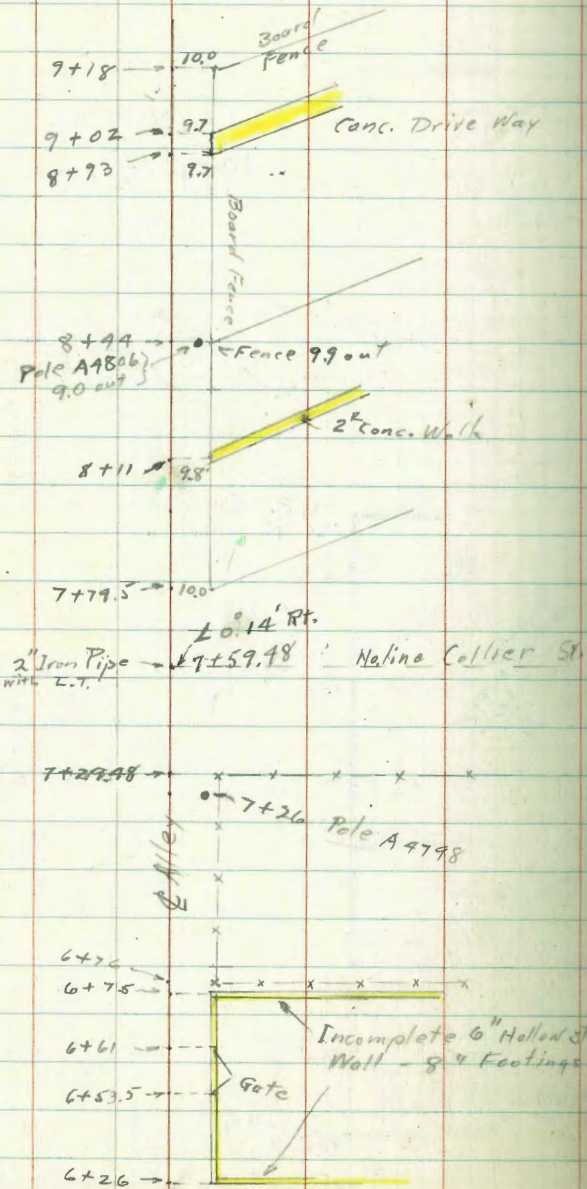 Board
9+18 10.0 Fence
9+02 9.7 Conc. Drive Way
8+93 9.7
Board Fence
8+44 Fence 9.9 out
Pole A4806
9.0 out
2' Conc. Walk
8+11 9.8
7+79.5 10.0
∠ 0° 14' Rt.
2" Iron Pipe 7+59.48 N. line Collier St.
with L.T.
7+29.48
7+26 Pole A4798
℄ Alley
6+76
6+75
Incomplete 6" Hollow
6+61 Wall - 8" Footings
Gate
6+53.5
6+26